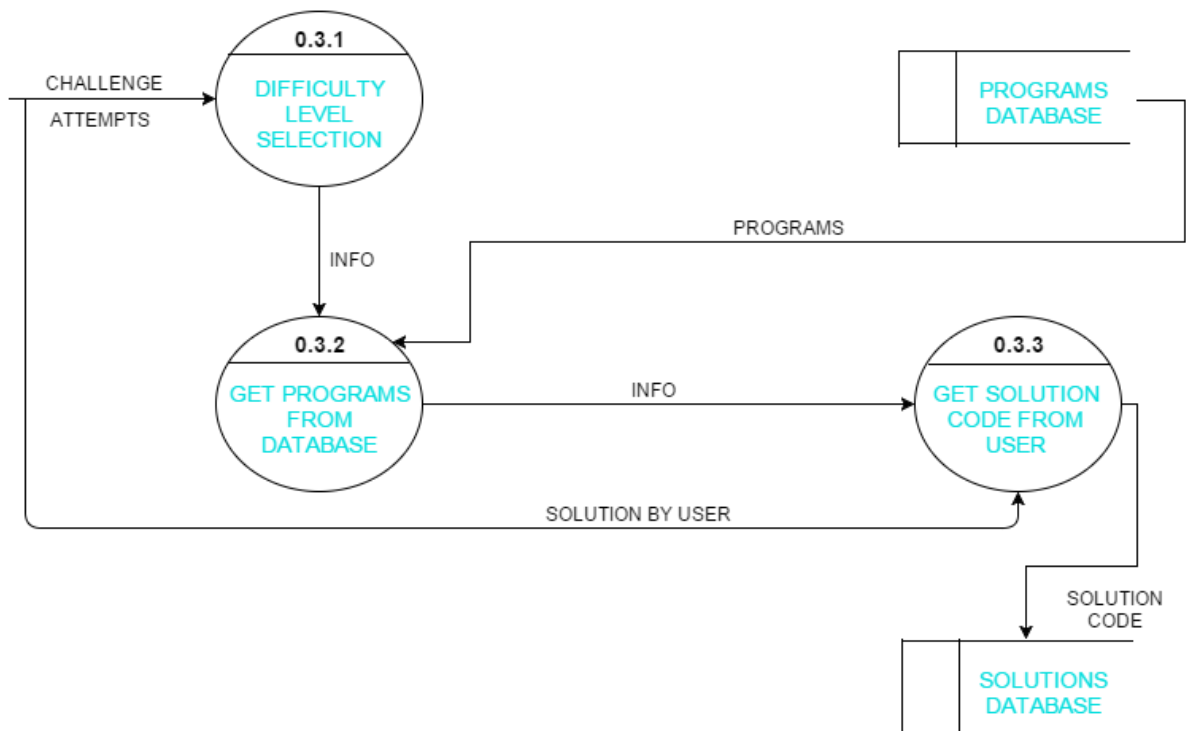 0.3.1
CHALLENGE
ATTEMPTS
DIFFICULTY
LEVEL
SELECTION
PROGRAMS
DATABASE
PROGRAMS
INFO
0.3.2
GET PROGRAMS
FROM
DATABASE
INFO
0.3.3
GET SOLUTION
CODE FROM
USER
SOLUTION BY USER
SOLUTION
CODE
SOLUTIONS
DATABASE